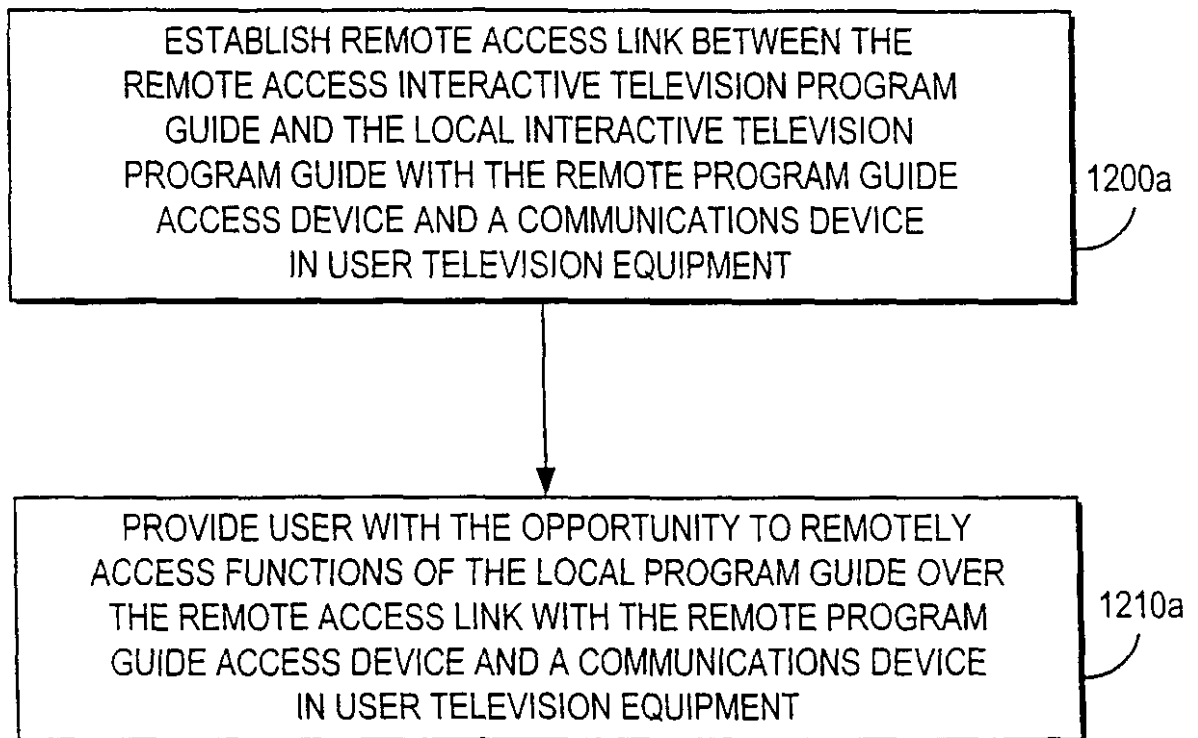 ESTABLISH REMOTE ACCESS LINK BETWEEN THE
REMOTE ACCESS INTERACTIVE TELEVISION PROGRAM
GUIDE AND THE LOCAL INTERACTIVE TELEVISION
PROGRAM GUIDE WITH THE REMOTE PROGRAM GUIDE
ACCESS DEVICE AND A COMMUNICATIONS DEVICE
IN USER TELEVISION EQUIPMENT
1200a
PROVIDE USER WITH THE OPPORTUNITY TO REMOTELY
ACCESS FUNCTIONS OF THE LOCAL PROGRAM GUIDE OVER
THE REMOTE ACCESS LINK WITH THE REMOTE PROGRAM
GUIDE ACCESS DEVICE AND A COMMUNICATIONS DEVICE
IN USER TELEVISION EQUIPMENT
1210a